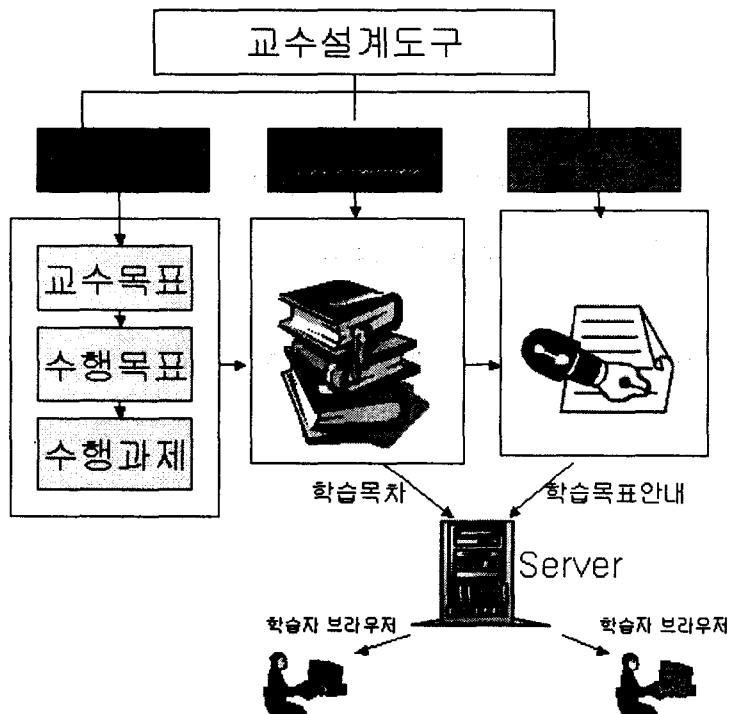 교수설계도구
교수목표
수행목표
수행과제
학습목차
학습목표안내
Server
학습자 브라우저
학습자 브라우저